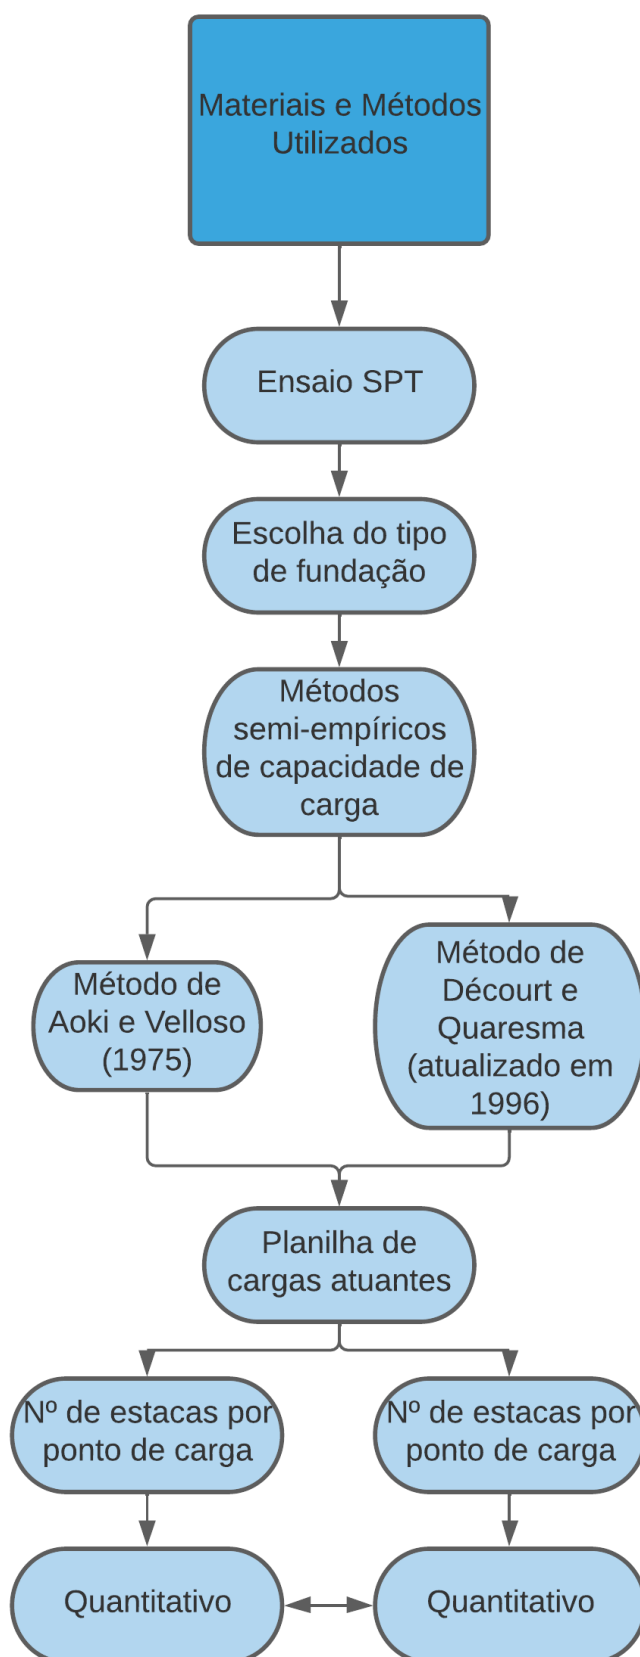 Materiais e Métodos
Utilizados
Ensaio SPT
Escolha do tipo
de fundação
Métodos
semi-empíricos
de capacidade de
carga
Método de
Aoki e Velloso
(1975)
Método de
Décourt e
Quaresma
(atualizado em
1996)
Planilha de
cargas atuantes
Nº de estacas por
ponto de carga
Nº de estacas por
ponto de carga
Quantitativo
Quantitativo